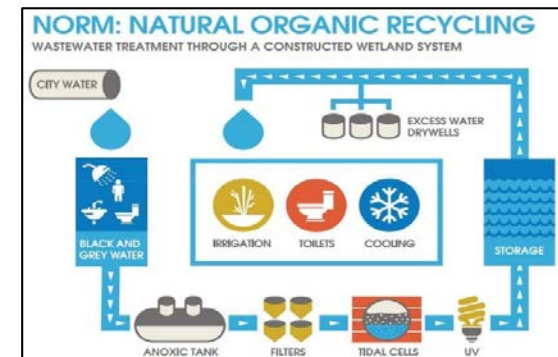 NORM: NATURAL ORGANIC RECYCLING
WASTEWATER TREATMENT THROUGH A CONSTRUCTED WETLAND SYSTEM
CITY WATER
EXCESS WATER
DRYWELLS
BLACK AND
GREY WATER
IRRIGATION
TOILETS
COOLING
STORAGE
ANOXIC TANK
FILTERS
TIDAL CELLS
UV